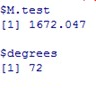 $M.test
[1] 1672.047
$degrees
[1] 72